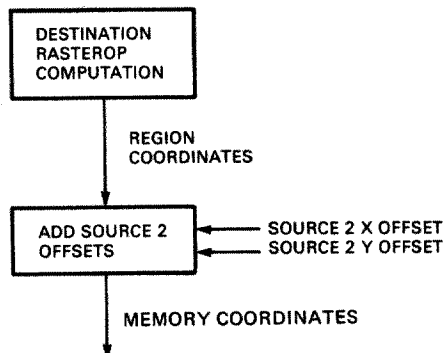 DESTINATION
RASTEROP
COMPUTATION
REGION
COORDINATES
ADD SOURCE 2
OFFSETS
SOURCE 2 X OFFSET
SOURCE 2 Y OFFSET
MEMORY COORDINATES